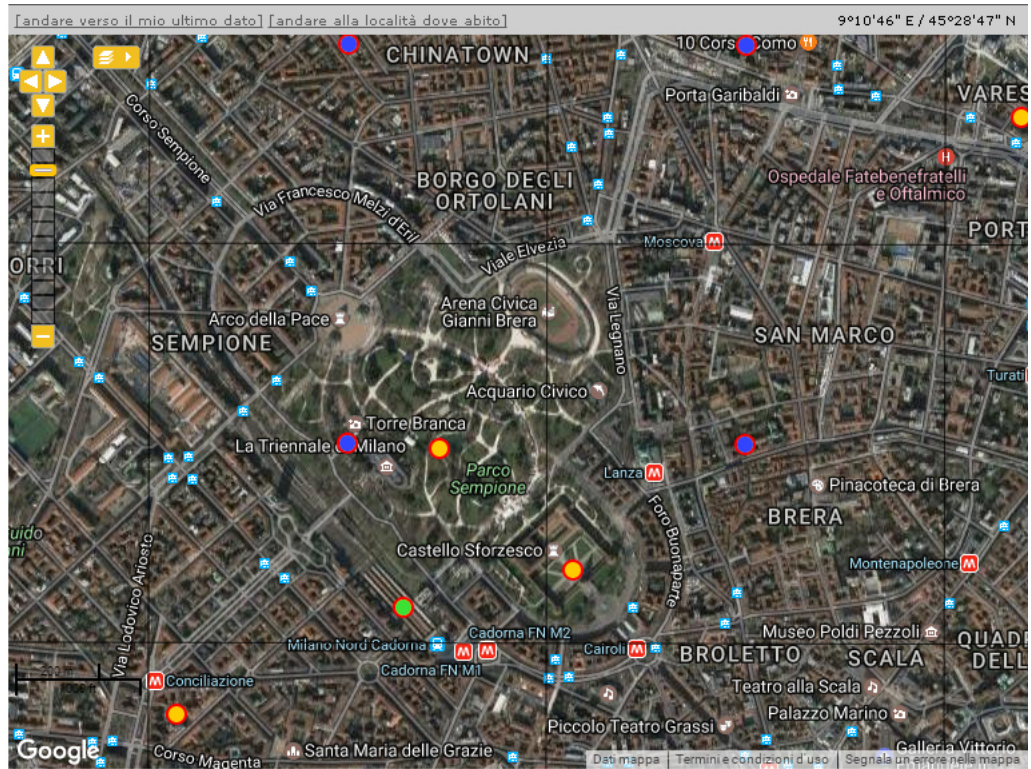 [andare verso il mio ultimo dato] [andare alla località dove abito]
9°10'46" E / 45°28'47" N
CHINATOWN
10 Cors Como
Porta Garibaldi
VARES
Corso Sempione
Ospedale Fatebenefratelli
e Oftalmico
BORGO DEGLI
ORTOLANI
Via Francesco Melzi d'Eril
PORT
Moscova
Viale Elvezia
ORRI
Arena Civica
Gianni Brera
Via Legnano
Arco della Pace
SEMPIONE
SAN MARCO
Turati
Acquario Civico
Torre Branca
La Triennale di Milano
Parco
Sempione
Lanza
Pinacoteca di Brera
BRERA
Foro Buonaparte
uido
ni
Castello Sforzesco
Montenapoleone
Via Lodovico Ariosto
Cadorna FN M2
Milano Nord Cadorna
Cadorna FN M1
Cairoli
Museo Poldi Pezzoli
BROLETTO
SCALA
QUAD
DELL
Conciliazione
Teatro alla Scala
Palazzo Marino
Piccolo Teatro Grassi
Google
Corso Magenta
Santa Maria delle Grazie
Galleria Vittorio
Dati mappa
Termini e condizioni d'uso
Segnala un errore nella mappa